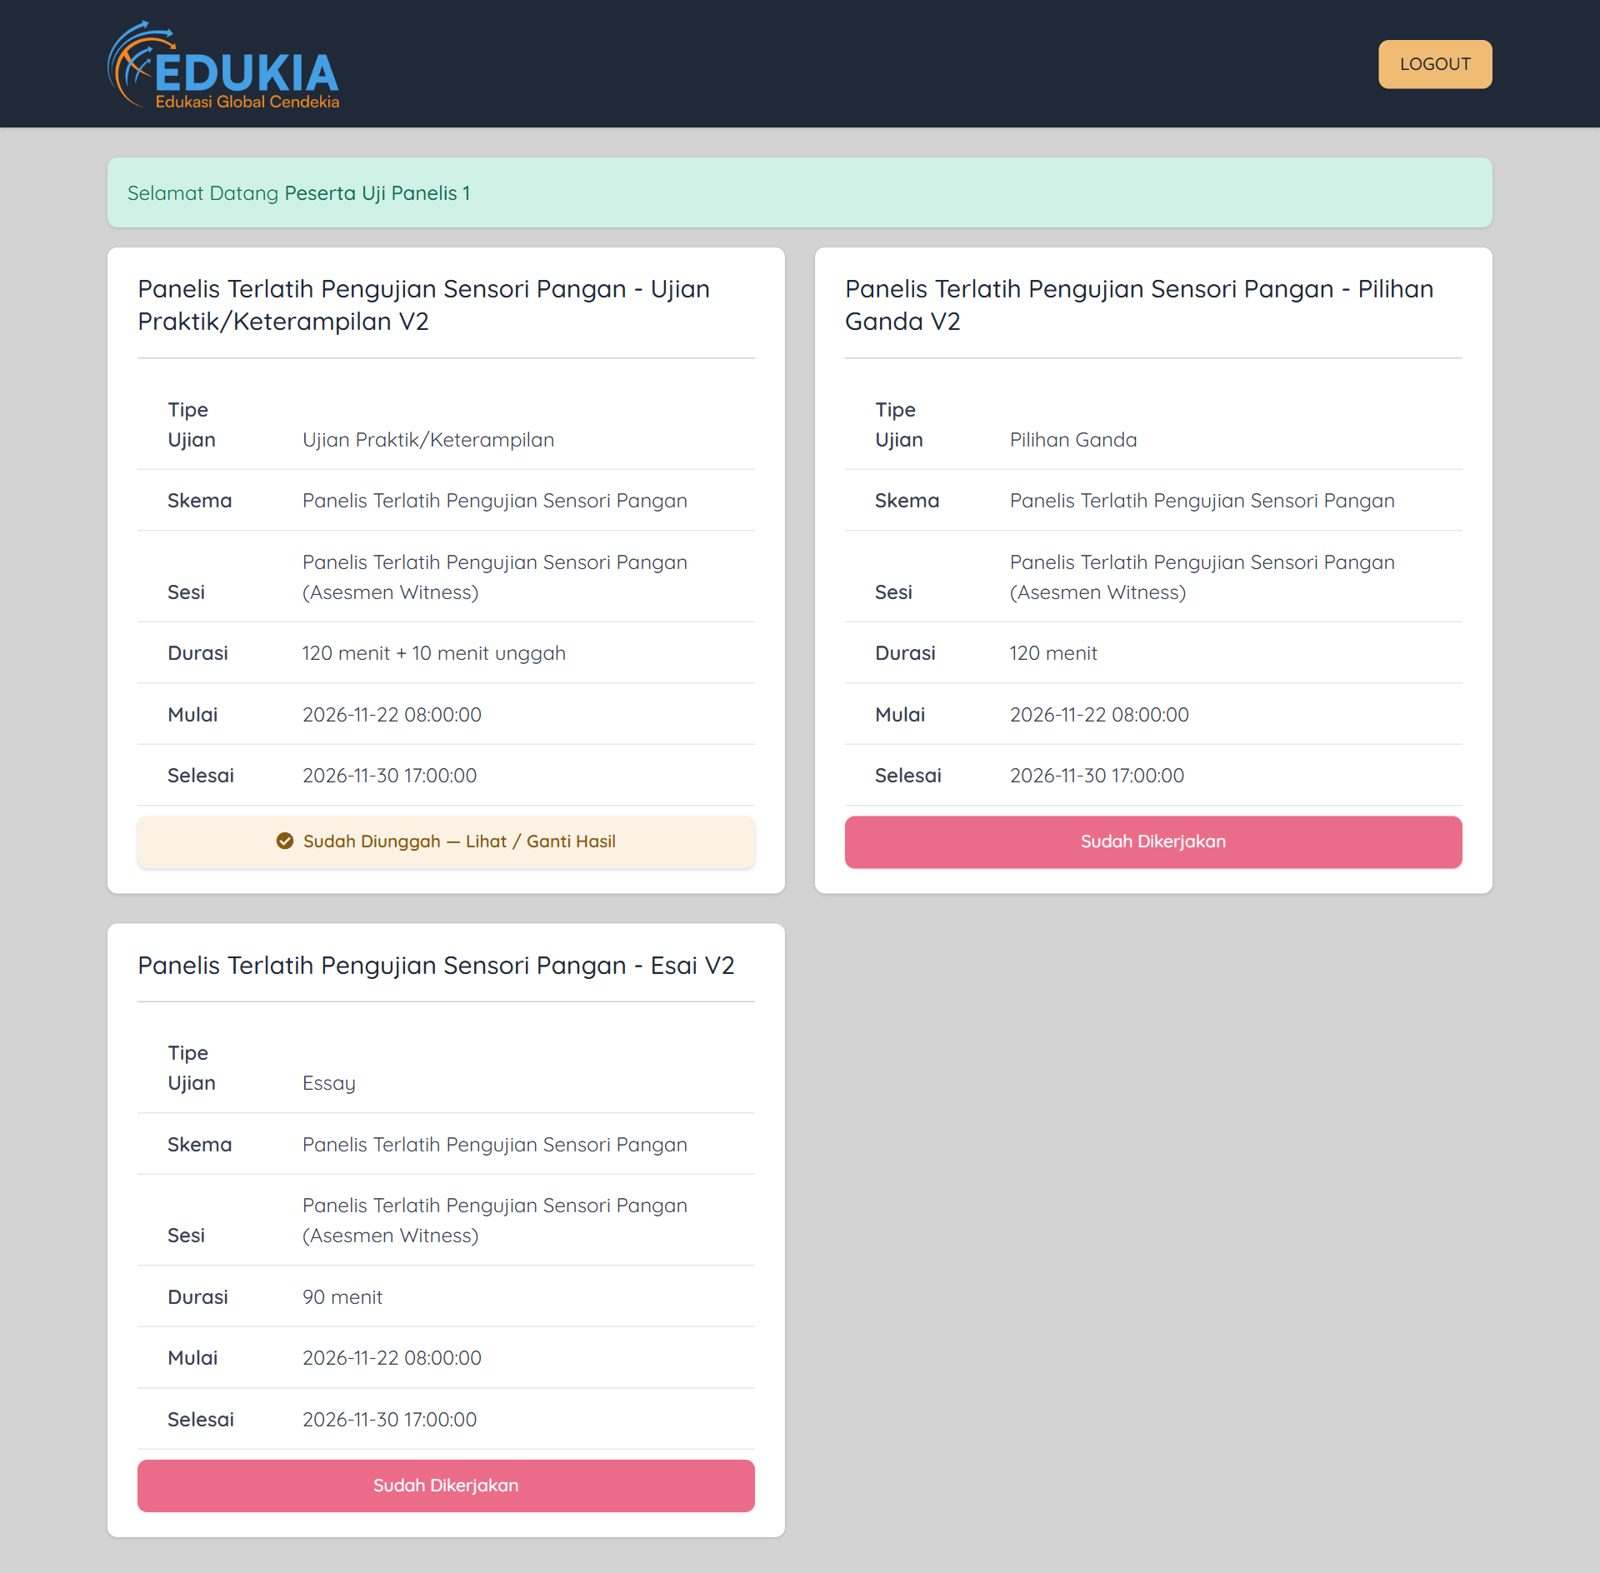 EDUKIA
Edukasi Global Cendekia
LOGOUT
Selamat Datang Peserta Uji Panelis 1
Panelis Terlatih Pengujian Sensori Pangan - Ujian
Praktik/Keterampilan V2
Tipe
Ujian Ujian Praktik/Keterampilan
Skema Panelis Terlatih Pengujian Sensori Pangan
Panelis Terlatih Pengujian Sensori Pangan
Sesi (Asesmen Witness)
Durasi 120 menit + 10 menit unggah
Mulai 2026-11-22 08:00:00
Selesai 2026-11-30 17:00:00
Sudah Diunggah — Lihat / Ganti Hasil
Panelis Terlatih Pengujian Sensori Pangan - Pilihan
Ganda V2
Tipe
Ujian Pilihan Ganda
Skema Panelis Terlatih Pengujian Sensori Pangan
Panelis Terlatih Pengujian Sensori Pangan
Sesi (Asesmen Witness)
Durasi 120 menit
Mulai 2026-11-22 08:00:00
Selesai 2026-11-30 17:00:00
Sudah Dikerjakan
Panelis Terlatih Pengujian Sensori Pangan - Esai V2
Tipe
Ujian Essay
Skema Panelis Terlatih Pengujian Sensori Pangan
Panelis Terlatih Pengujian Sensori Pangan
Sesi (Asesmen Witness)
Durasi 90 menit
Mulai 2026-11-22 08:00:00
Selesai 2026-11-30 17:00:00
Sudah Dikerjakan